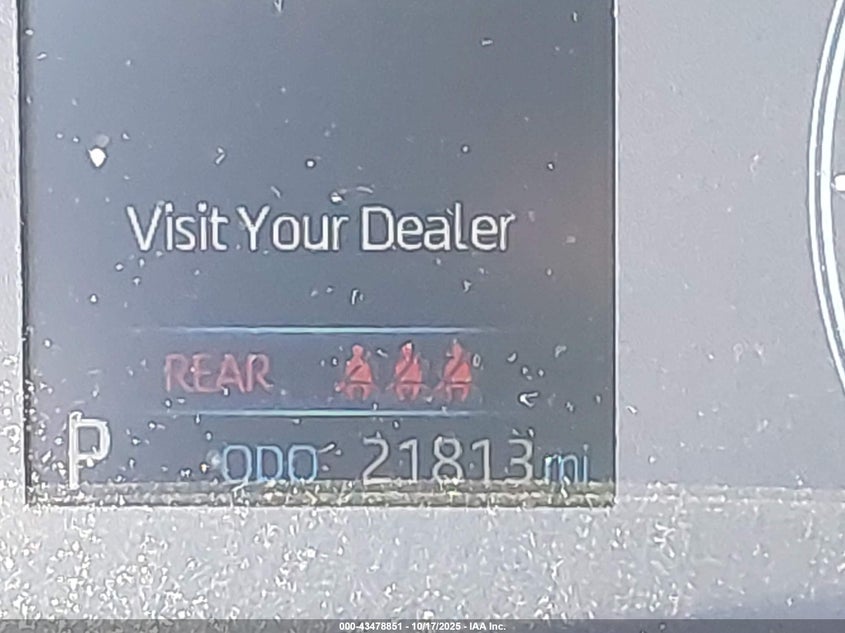 Visit Your Dealer
REAR
P
ODO 21813 mi
000-43478851 - 10/17/2025 - IAA Inc.